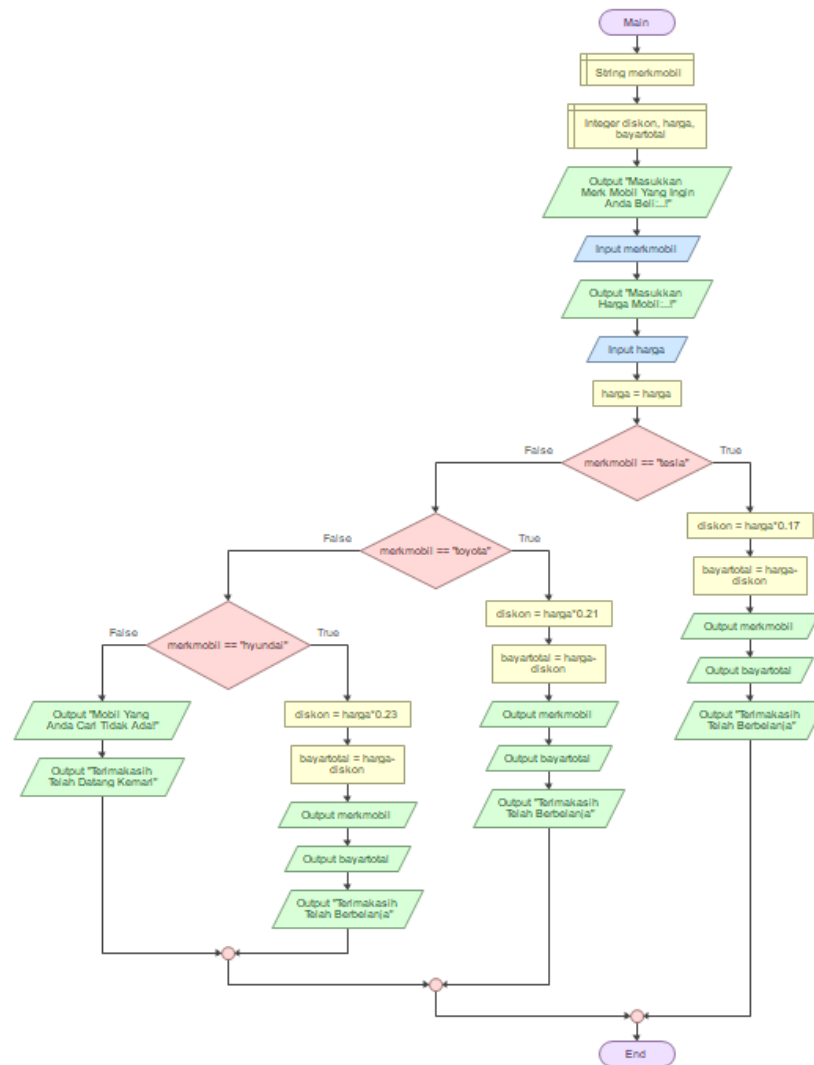 Main
String merkmobil
Integer diskon, harga,
bayartotal
Output "Masukkan
Merk Mobil Yang Ingin
Anda Beli:..!"
Input merkmobil
Output "Masukkan
Harga Mobil:..!"
Input harga
harga = harga
False
merkmobil == "tesla"
True
diskon = harga*0.17
bayartotal = harga-
diskon
Output merkmobil
Output bayartotal
Output "Terimakasih
Telah Berbelanja"
False
merkmobil == "toyota"
True
diskon = harga*0.21
bayartotal = harga-
diskon
Output merkmobil
Output bayartotal
Output "Terimakasih
Telah Berbelanja"
False
merkmobil == "hyundai"
True
diskon = harga*0.23
bayartotal = harga-
diskon
Output merkmobil
Output bayartotal
Output "Terimakasih
Telah Berbelanja"
Output "Mobil Yang
Anda Cari Tidak Ada!"
Output "Terimakasih
Telah Datang Kemari"
End